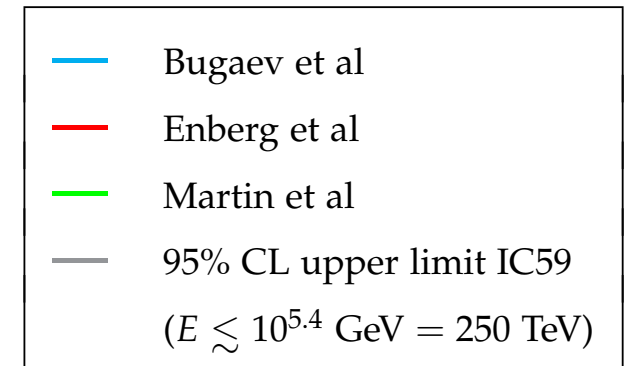 Bugaev et al
Enberg et al
Martin et al
95% CL upper limit IC59
(E ≲ 10^5.4 GeV = 250 TeV)